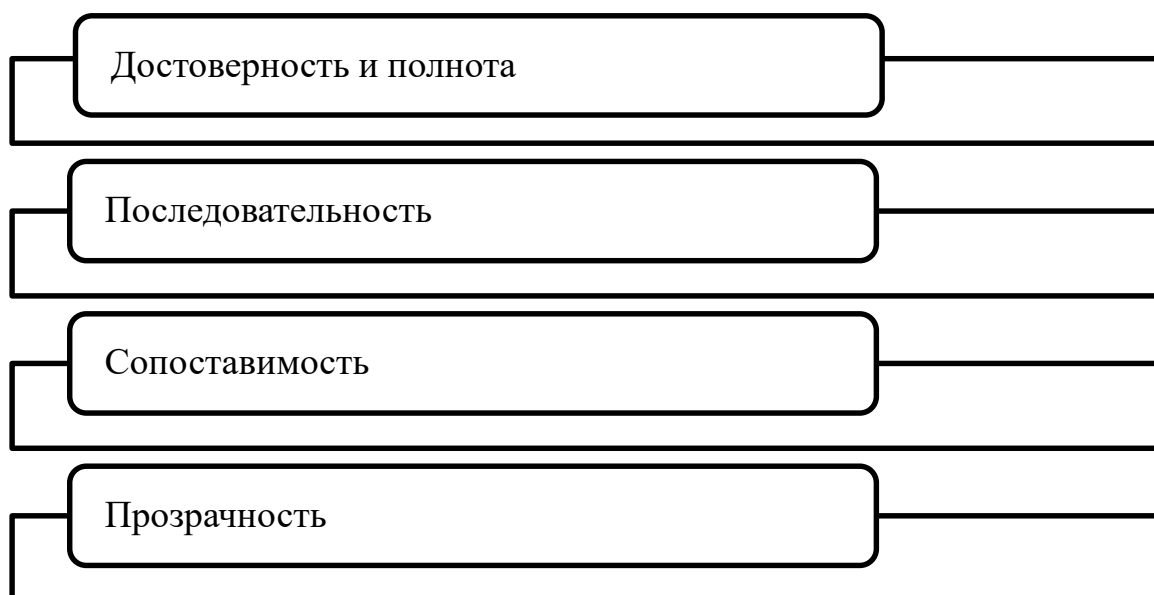 Достоверность и полнота
Последовательность
Сопоставимость
Прозрачность